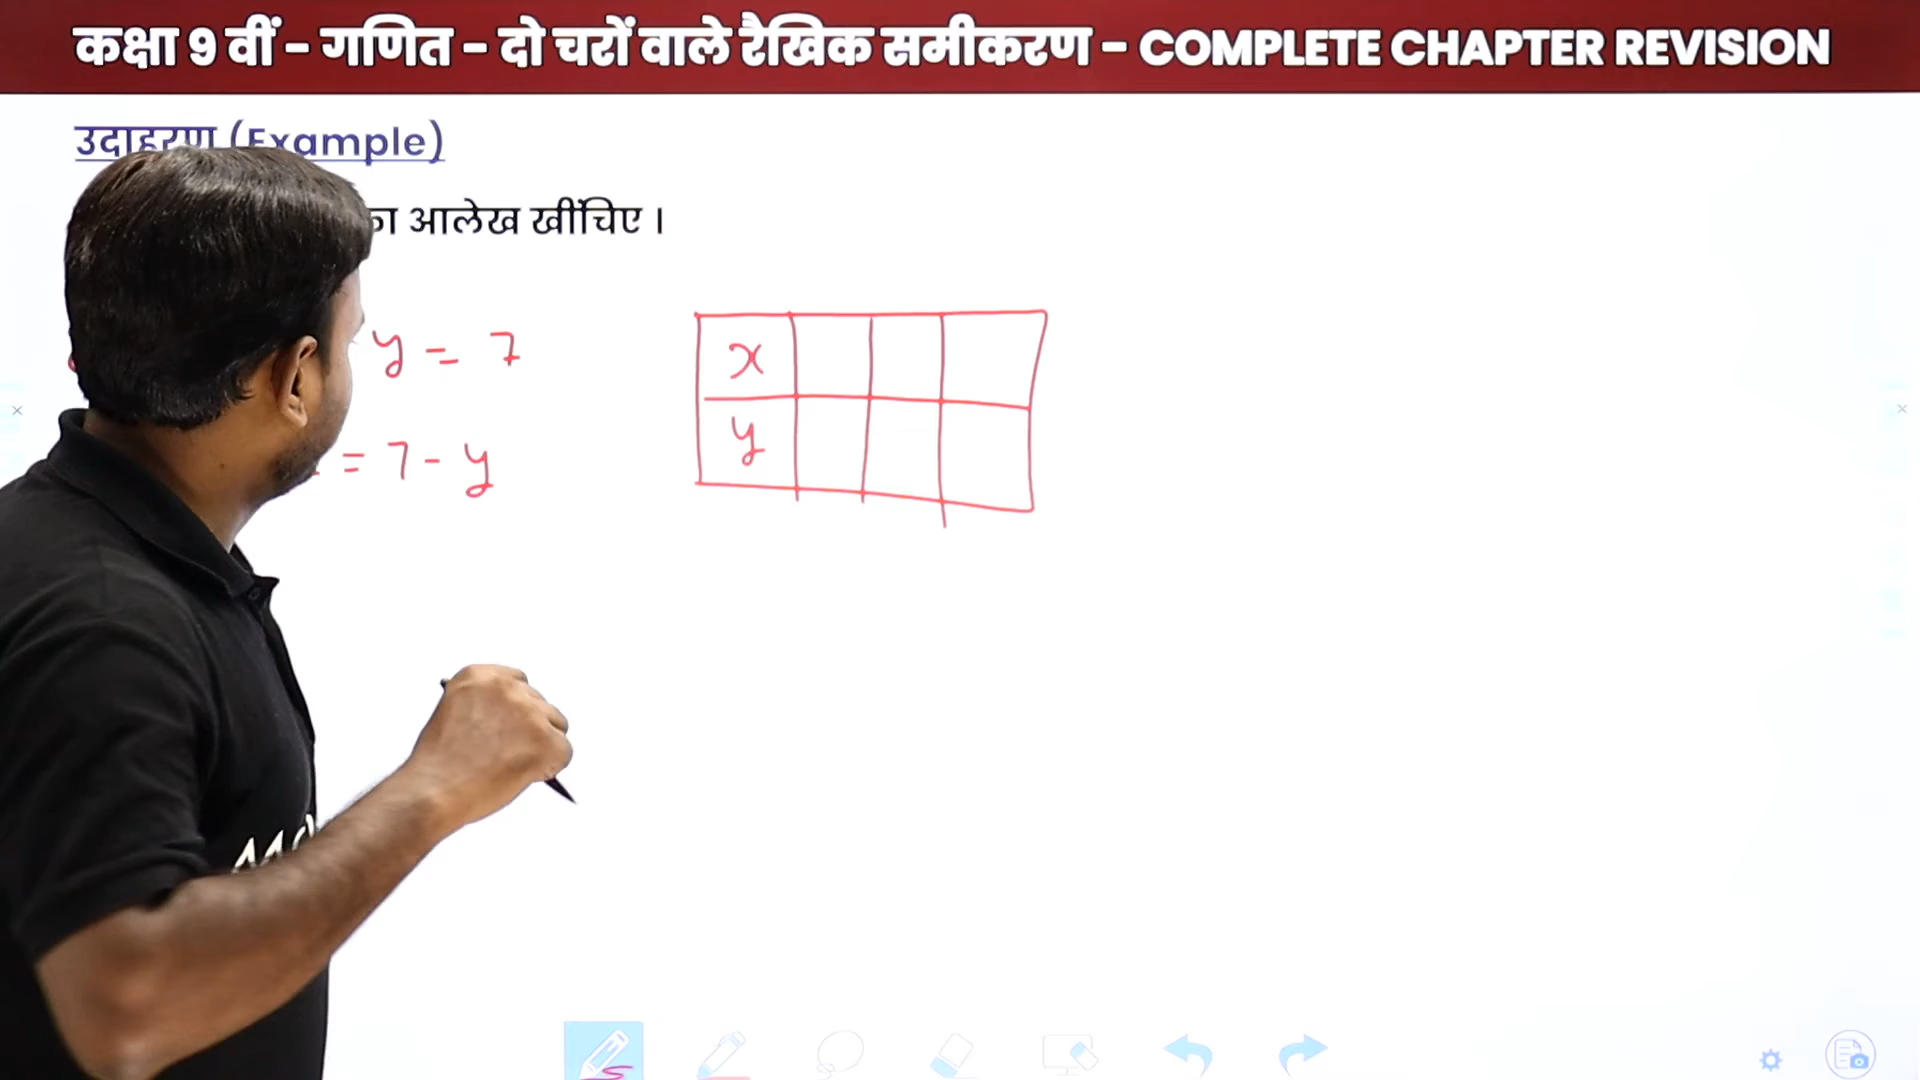 कक्षा 9 वीं - गणित - दो चरों वाले रैखिक समीकरण - COMPLETE CHAPTER REVISION
उदाहरण (Example)
का आलेख खींचिए ।
y = 7
= 7 - y
x
y